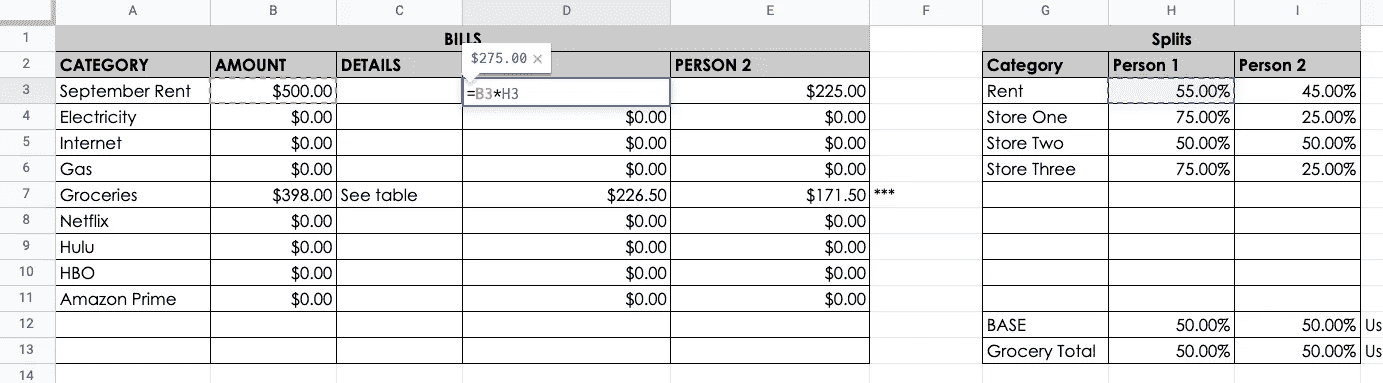 A B C D E F G H I
1 BILLS Splits
$275.00 ×
2 CATEGORY AMOUNT DETAILS PERSON 2 Category Person 1 Person 2
3 September Rent $500.00 =B3*H3 $225.00 Rent 55.00% 45.00%
4 Electricity $0.00 $0.00 $0.00 Store One 75.00% 25.00%
5 Internet $0.00 $0.00 $0.00 Store Two 50.00% 50.00%
6 Gas $0.00 $0.00 $0.00 Store Three 75.00% 25.00%
7 Groceries $398.00 See table $226.50 $171.50 ***
8 Netflix $0.00 $0.00 $0.00
9 Hulu $0.00 $0.00 $0.00
10 HBO $0.00 $0.00 $0.00
11 Amazon Prime $0.00 $0.00 $0.00
12 BASE 50.00% 50.00% Us
13 Grocery Total 50.00% 50.00% Us
14